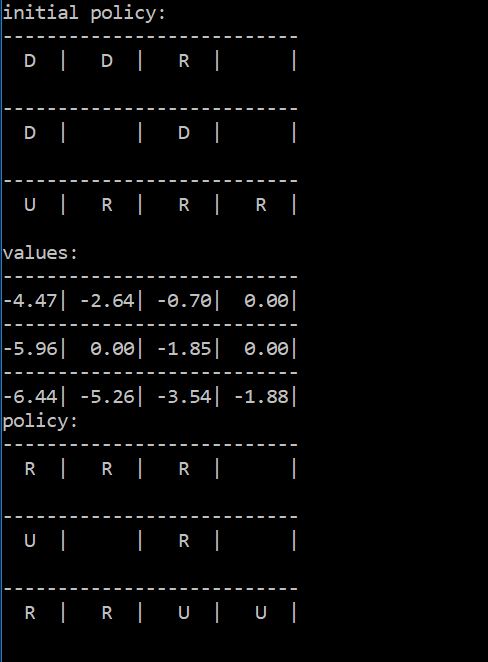 initial policy:
---------------------------
  D  |   D  |   R  |      |

---------------------------
  D  |      |   D  |      |

---------------------------
  U  |   R  |   R  |   R  |

values:
---------------------------
-4.47| -2.64| -0.70|  0.00|
---------------------------
-5.96|  0.00| -1.85|  0.00|
---------------------------
-6.44| -5.26| -3.54| -1.88|
policy:
---------------------------
  R  |   R  |   R  |      |

---------------------------
  U  |      |   R  |      |

---------------------------
  R  |   R  |   U  |   U  |